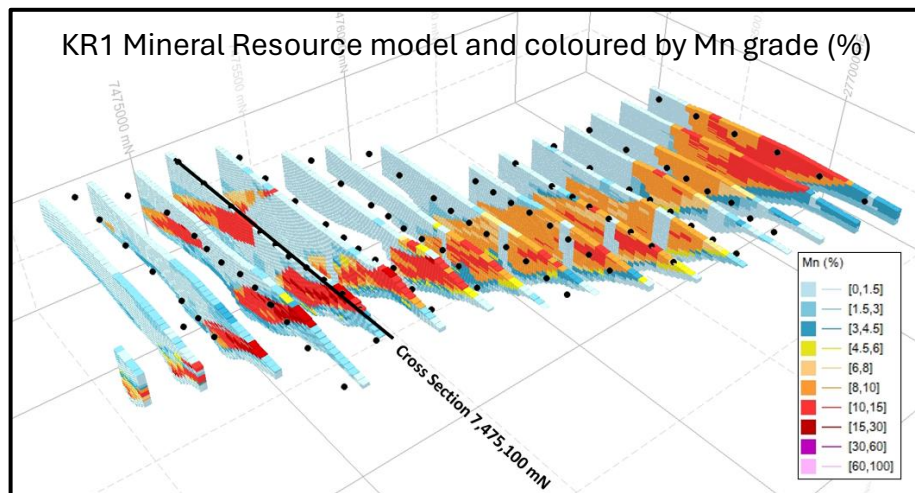 KR1 Mineral Resource model and coloured by Mn grade (%)
7475000 mN
Cross Section 7,475,100 mN
Mn (%)
[0,1.5]
[1.5,3]
[3,4.5]
[4.5,6]
[6,8]
[8,10]
[10,15]
[15,30]
[30,60]
[60,100]